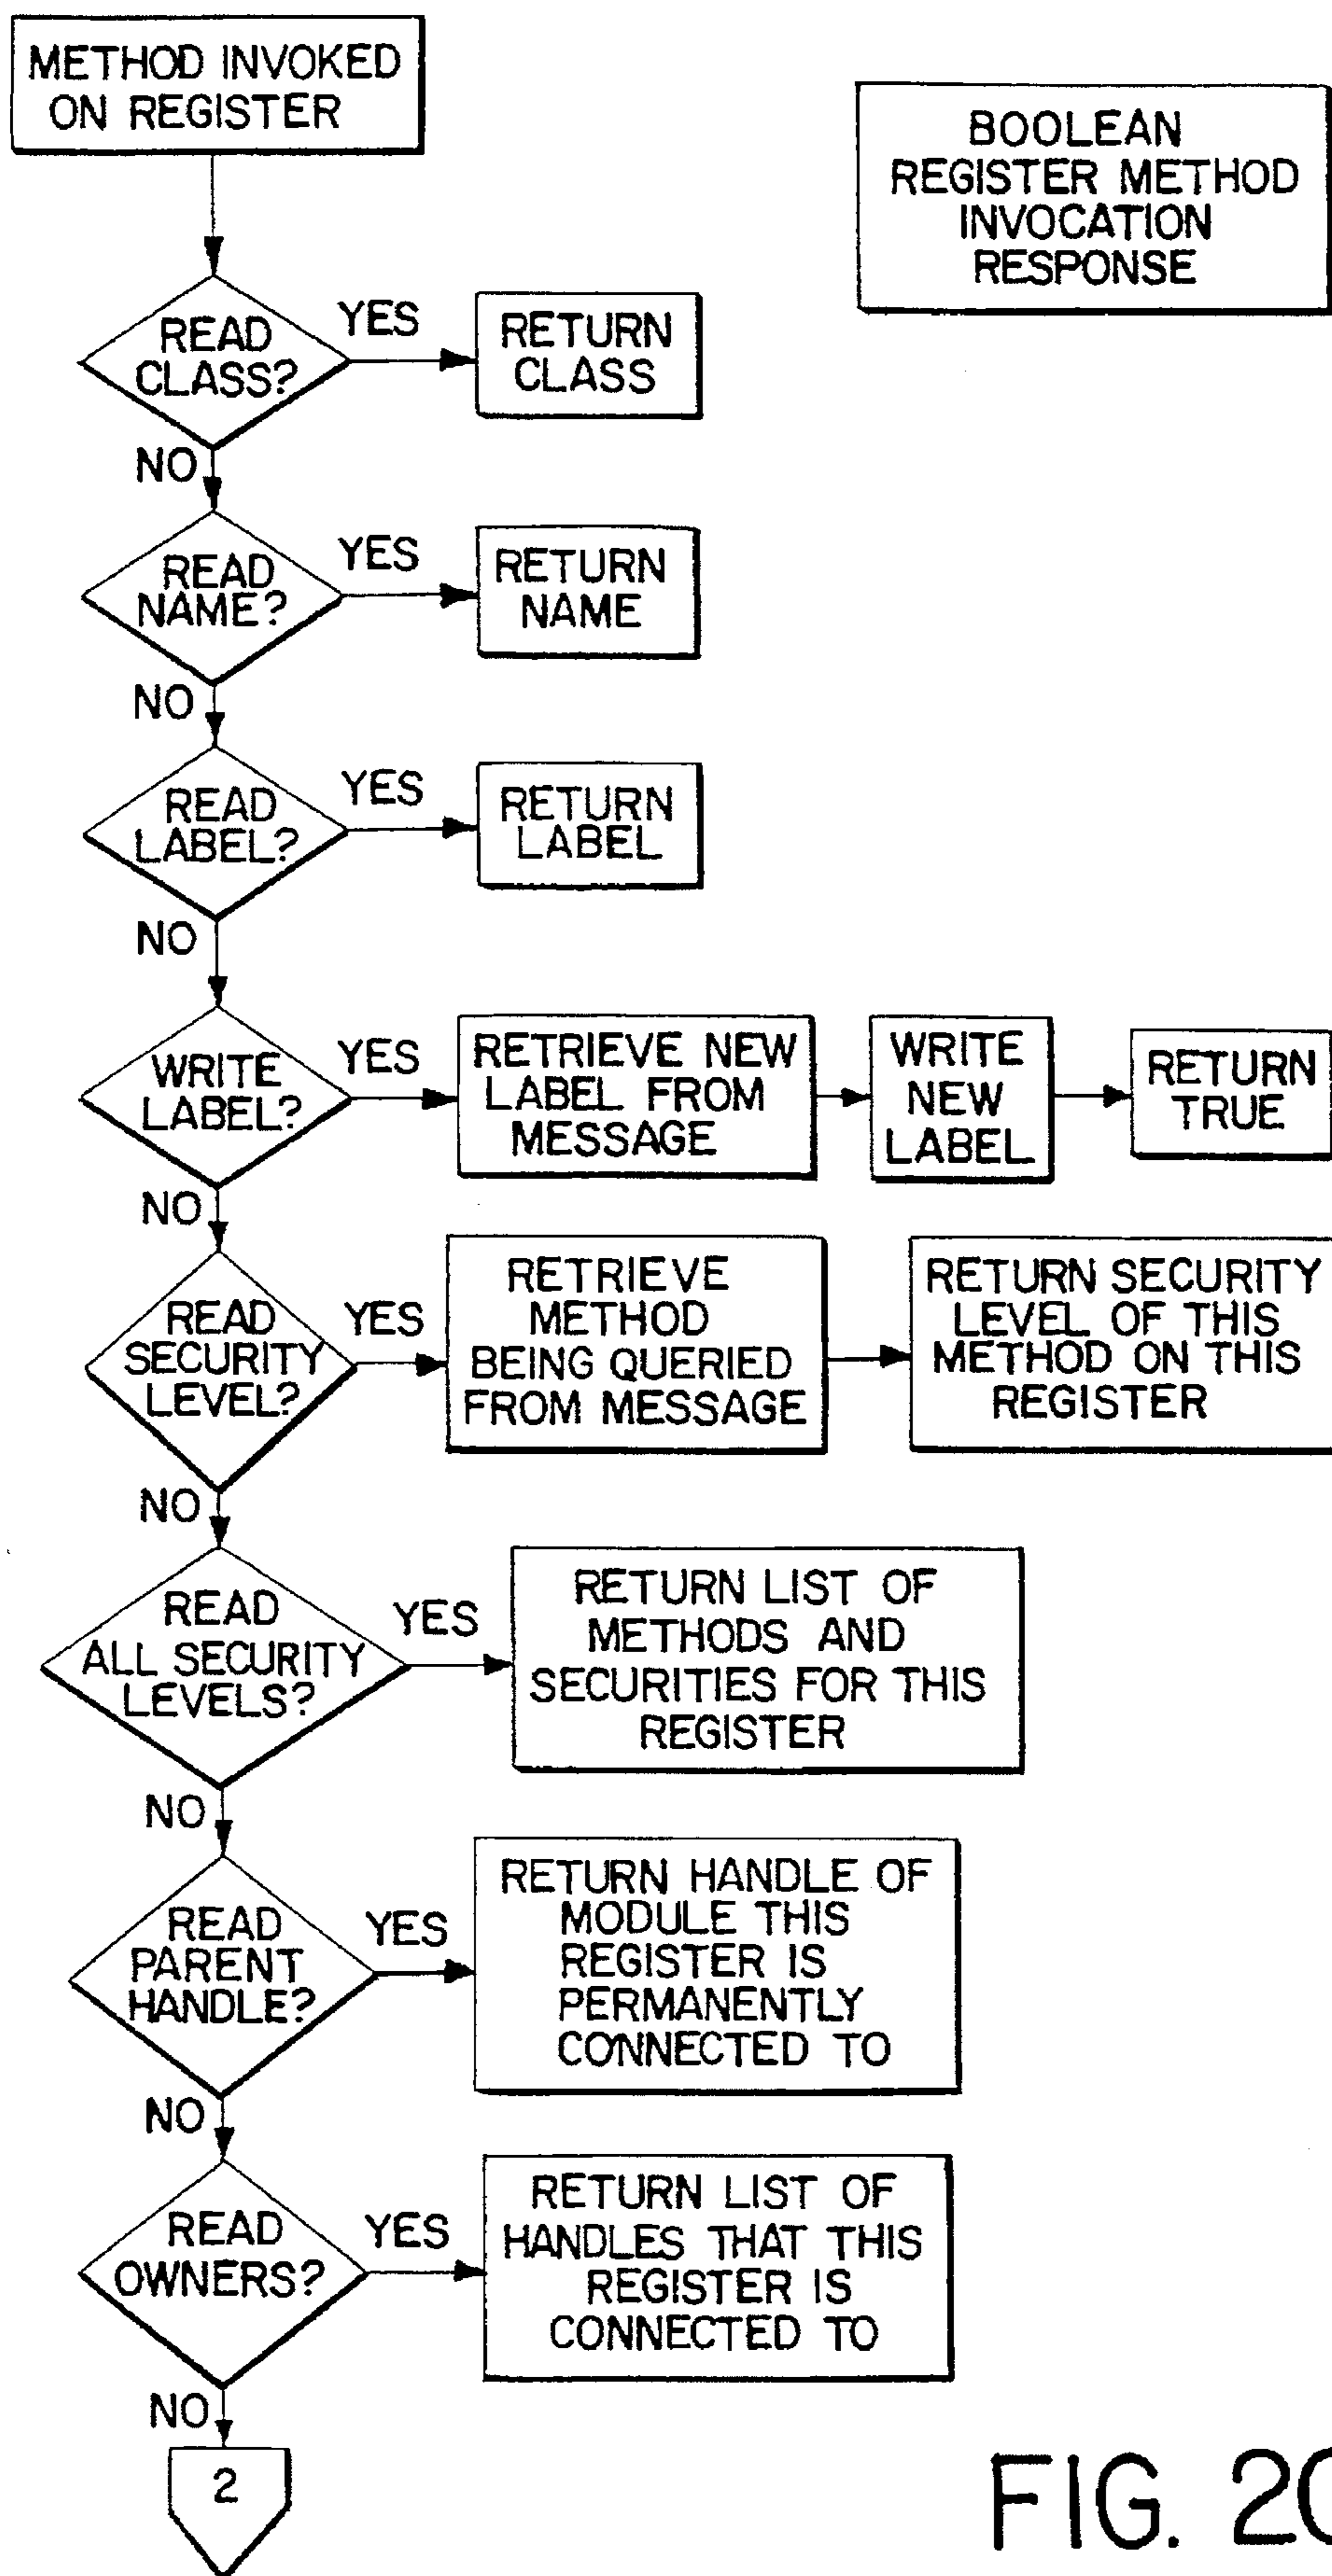 METHOD INVOKED
ON REGISTER
BOOLEAN
REGISTER METHOD
INVOCATION
RESPONSE
READ
CLASS?
YES
RETURN
CLASS
NO
READ
NAME?
YES
RETURN
NAME
NO
READ
LABEL?
YES
RETURN
LABEL
NO
WRITE
LABEL?
YES
RETRIEVE NEW
LABEL FROM
MESSAGE
WRITE
NEW
LABEL
RETURN
TRUE
NO
READ
SECURITY
LEVEL?
YES
RETRIEVE
METHOD
BEING QUERIED
FROM MESSAGE
RETURN SECURITY
LEVEL OF THIS
METHOD ON THIS
REGISTER
NO
READ
ALL SECURITY
LEVELS?
YES
RETURN LIST OF
METHODS AND
SECURITIES FOR THIS
REGISTER
NO
READ
PARENT
HANDLE?
YES
RETURN HANDLE OF
MODULE THIS
REGISTER IS
PERMANENTLY
CONNECTED TO
NO
READ
OWNERS?
YES
RETURN LIST OF
HANDLES THAT THIS
REGISTER IS
CONNECTED TO
NO
2
FIG.